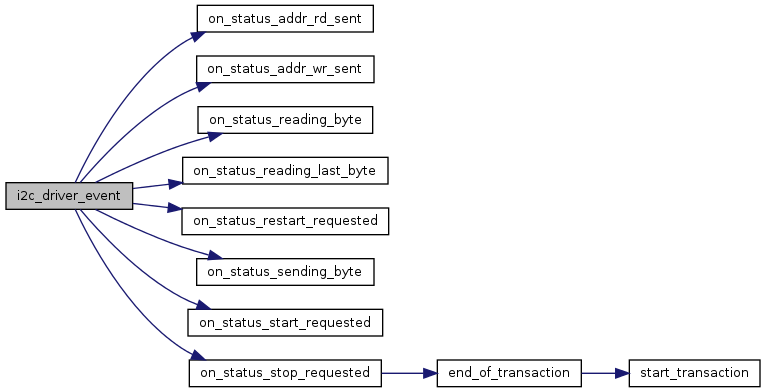 on_status_addr_rd_sent
on_status_addr_wr_sent
on_status_reading_byte
on_status_reading_last_byte
i2c_driver_event
on_status_restart_requested
on_status_sending_byte
on_status_start_requested
on_status_stop_requested
end_of_transaction
start_transaction